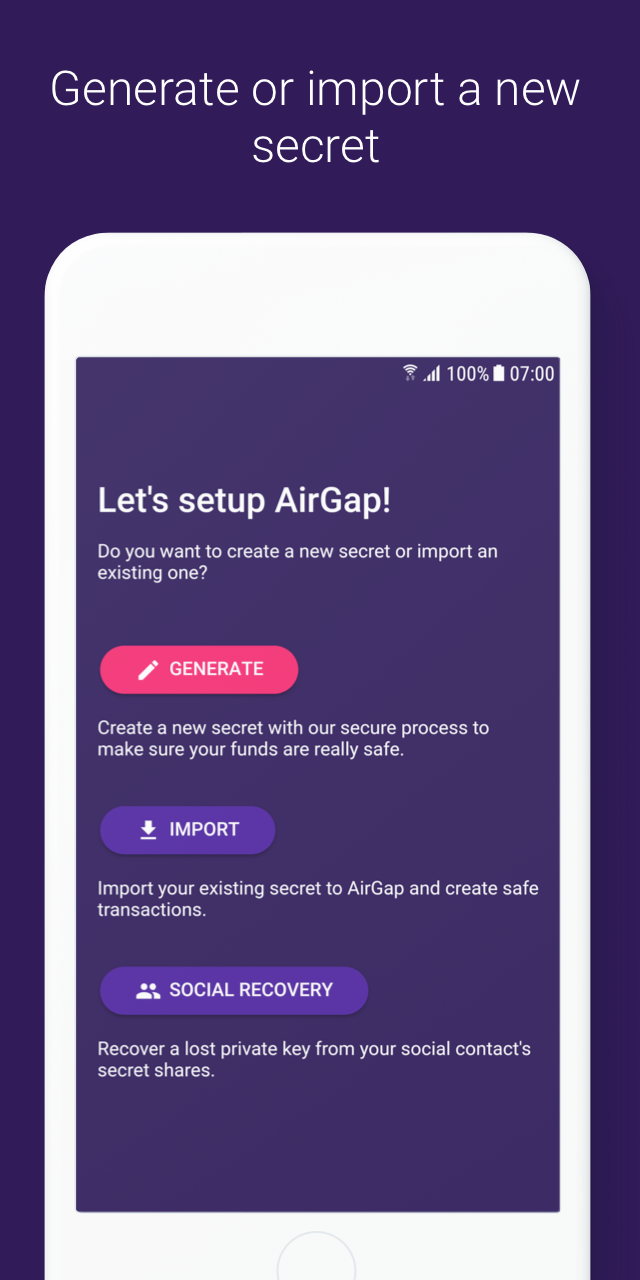 Generate or import a new
secret
100% 07:00
Let's setup AirGap!
Do you want to create a new secret or import an
existing one?
GENERATE
Create a new secret with our secure process to
make sure your funds are really safe.
IMPORT
Import your existing secret to AirGap and create safe
transactions.
SOCIAL RECOVERY
Recover a lost private key from your social contact's
secret shares.